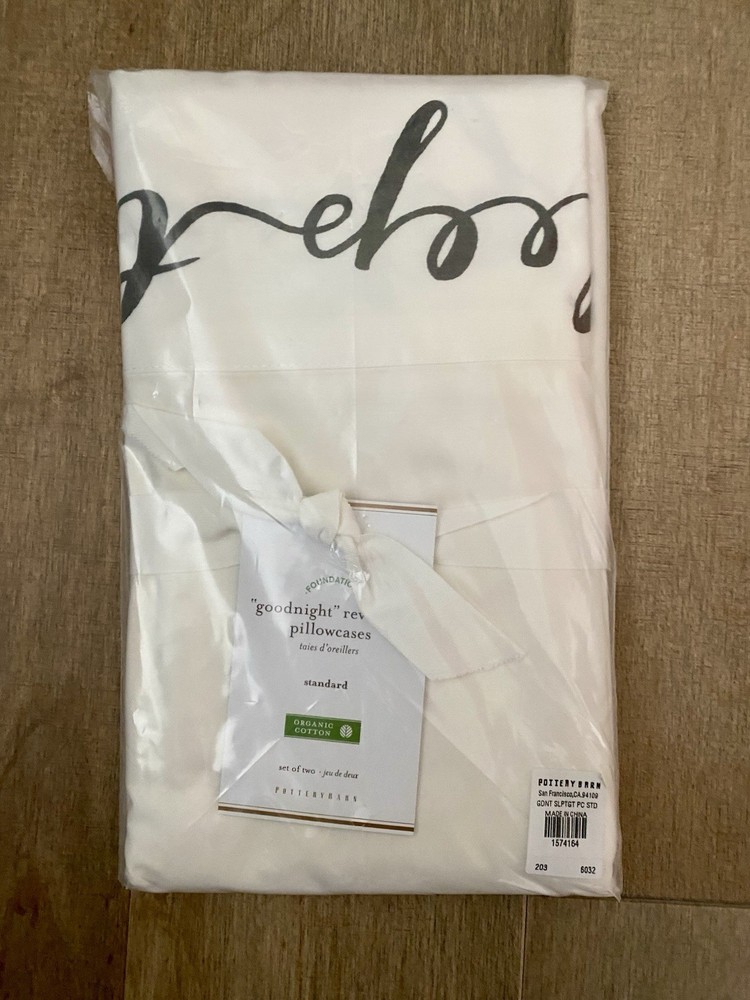 "goodnight" rev
pillowcases
taies d'oreillers
standard
ORGANIC
COTTON
set of two - jeu de deux
POTTERYBARN
POTTERY BARN
San Francisco,CA,94109
GDNT SLPTGT PC STD
MADE IN CHINA
1574164
203 6032